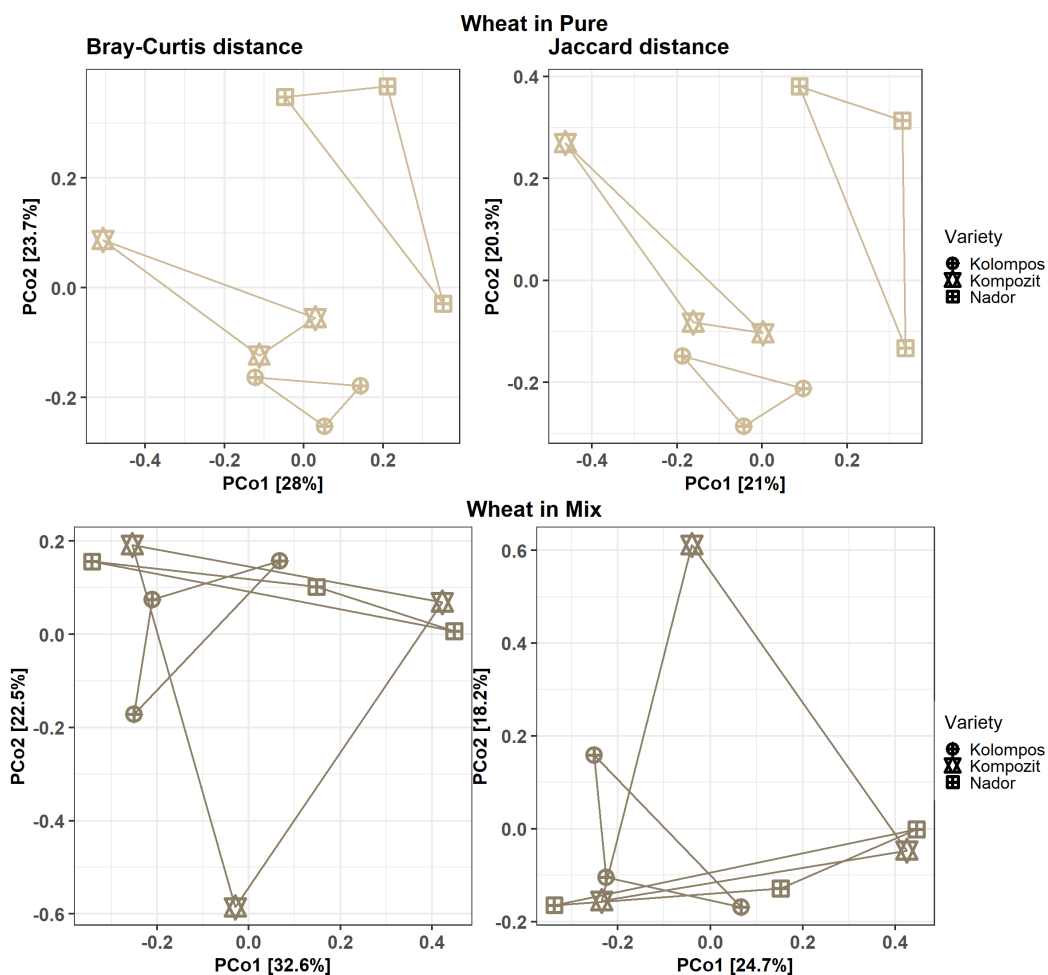 Wheat in Pure
Bray-Curtis distance
Jaccard distance
PCo2 [23.7%]
0.2
0.0
-0.2
-0.4
-0.2
0.0
0.2
PCo1 [28%]
PCo2 [20.3%]
0.4
0.2
0.0
-0.2
-0.4
-0.2
0.0
0.2
PCo1 [21%]
Variety
Kolompos
Kompozit
Nador
Wheat in Mix
PCo2 [22.5%]
0.2
0.0
-0.2
-0.4
-0.6
-0.2
0.0
0.2
0.4
PCo1 [32.6%]
PCo2 [18.2%]
0.6
0.4
0.2
0.0
-0.2
-0.2
0.0
0.2
0.4
PCo1 [24.7%]
Variety
Kolompos
Kompozit
Nador